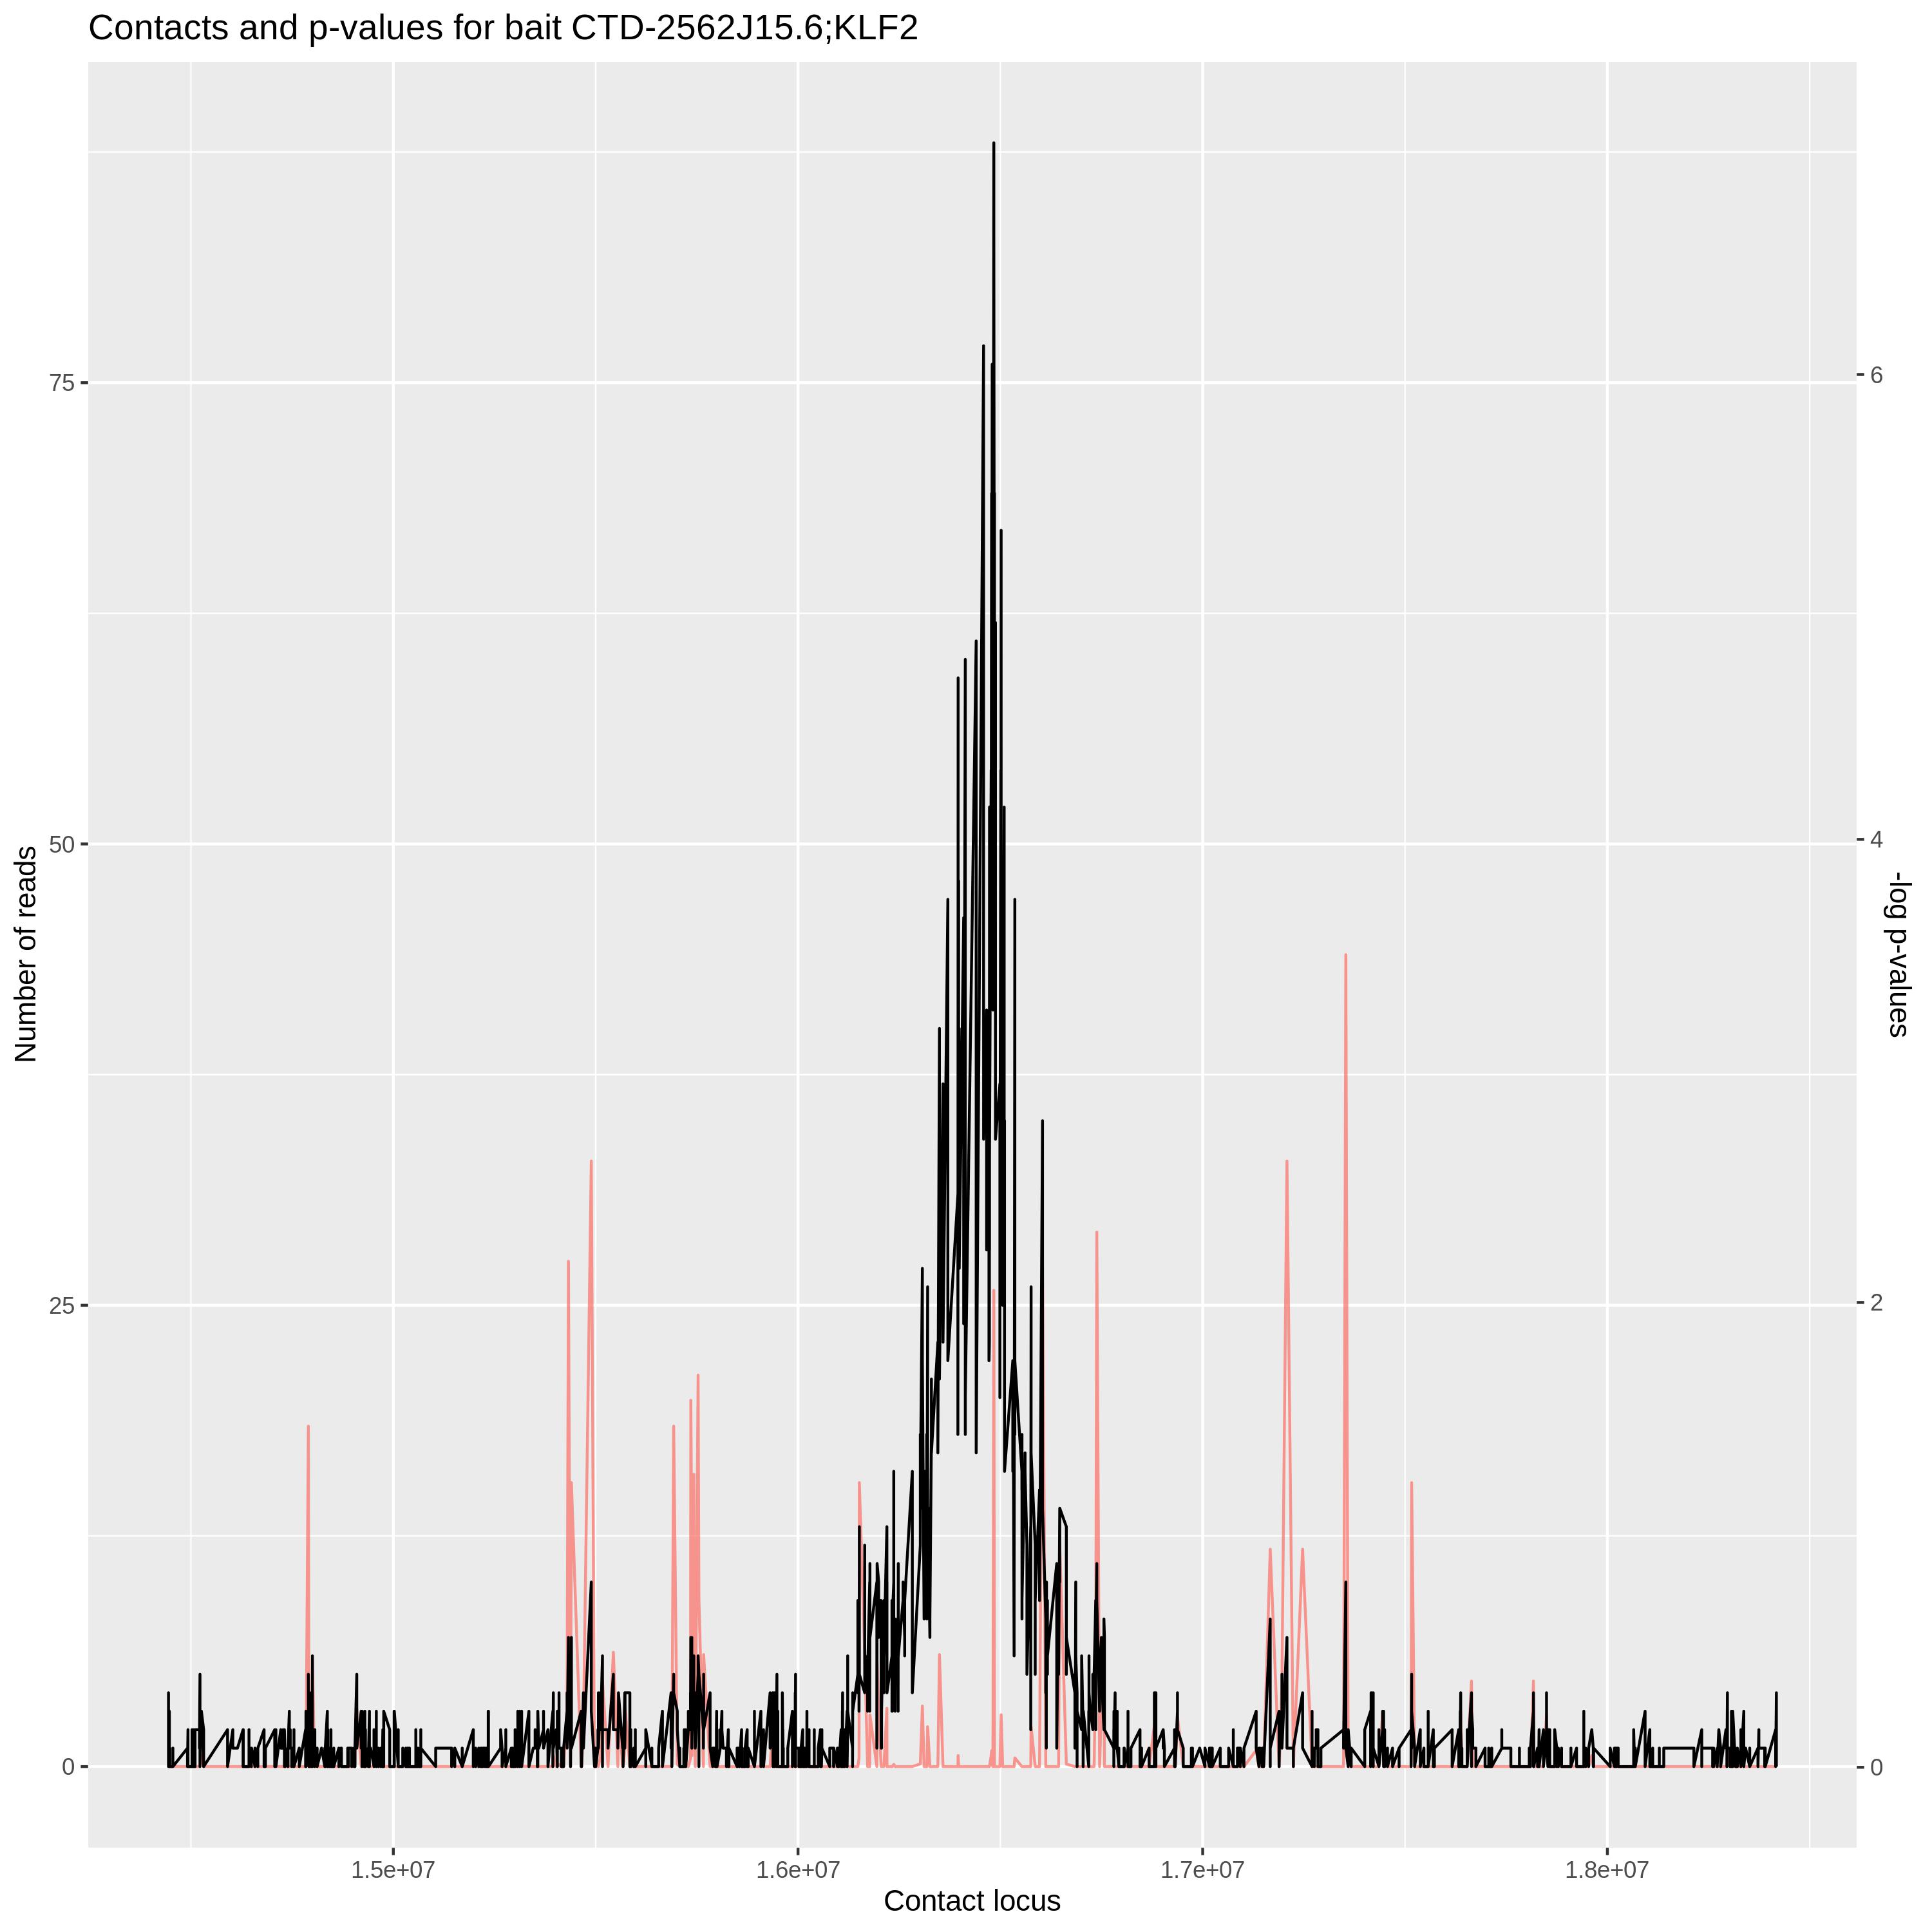 Contacts and p-values for bait CTD-2562J15.6;KLF2
75
50
25
0
Number of reads
6
4
2
0
-log p-values
1.5e+07 1.6e+07 1.7e+07 1.8e+07
Contact locus